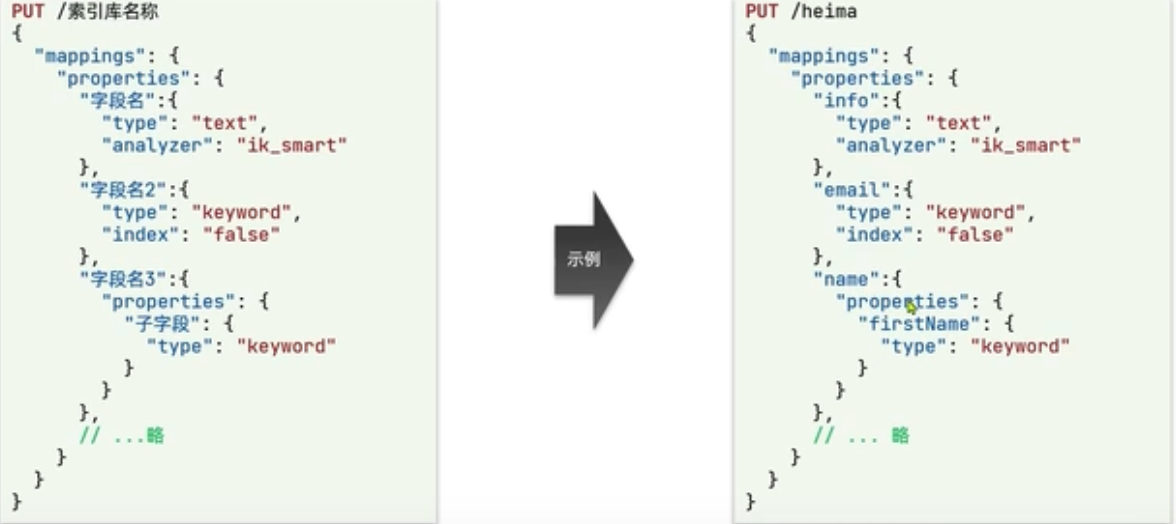 PUT /索引库名称
{
  "mappings": {
    "properties": {
      "字段名":{
        "type": "text",
        "analyzer": "ik_smart"
      },
      "字段名2":{
        "type": "keyword",
        "index": "false"
      },
      "字段名3":{
        "properties": {
          "子字段": {
            "type": "keyword"
          }
        }
      },
      // ...略
    }
  }
}
示例
PUT /heima
{
  "mappings": {
    "properties": {
      "info":{
        "type": "text",
        "analyzer": "ik_smart"
      },
      "email":{
        "type": "keyword",
        "index": "false"
      },
      "name":{
        "properties": {
          "firstName": {
            "type": "keyword"
          }
        }
      },
      // ... 略
    }
  }
}